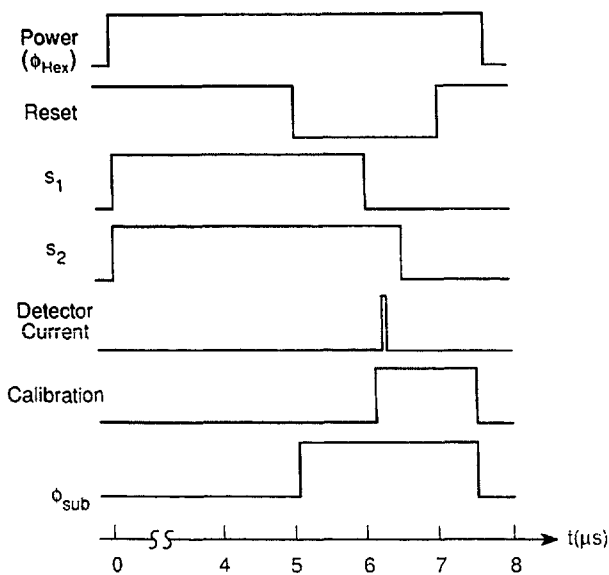 Power
(ϕHex)
Reset
s1
s2
Detector
Current
Calibration
ϕsub
0 4 5 6 7 8 t(μs)